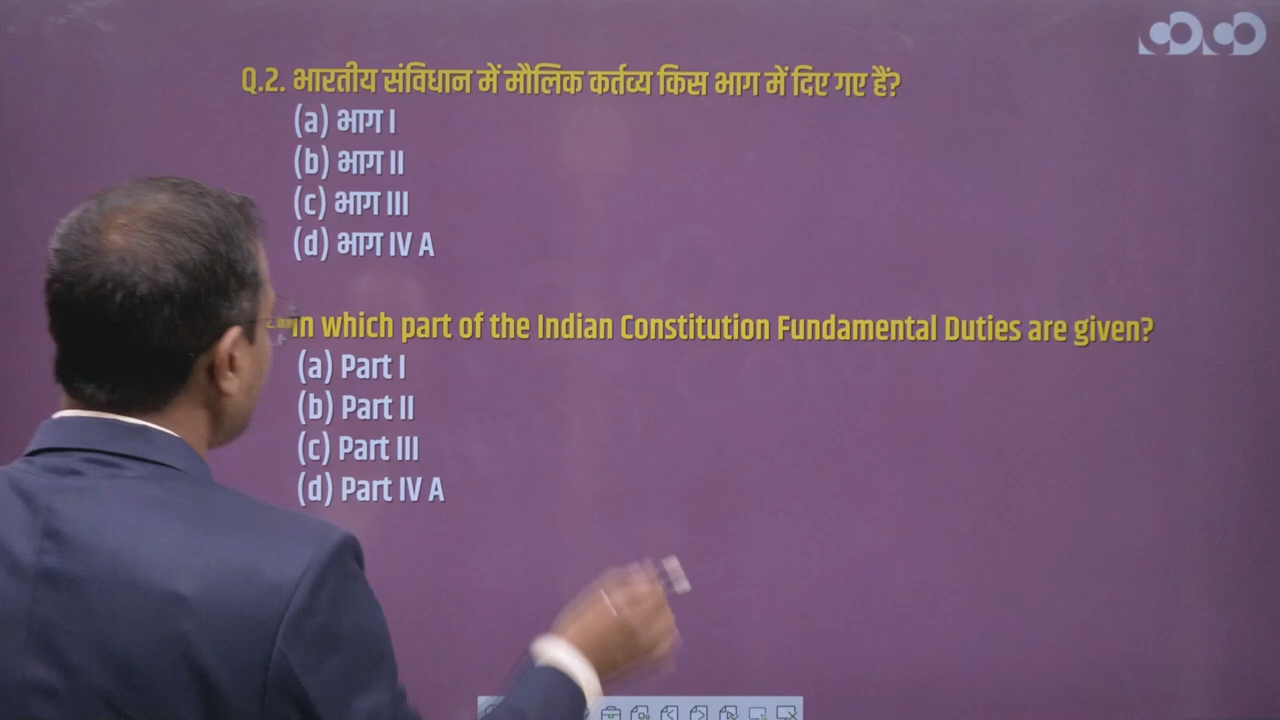 Q.2. भारतीय संविधान में मौलिक कर्तव्य किस भाग में दिए गए हैं?
(a) भाग I
(b) भाग II
(c) भाग III
(d) भाग IV A
In which part of the Indian Constitution Fundamental Duties are given?
(a) Part I
(b) Part II
(c) Part III
(d) Part IV A